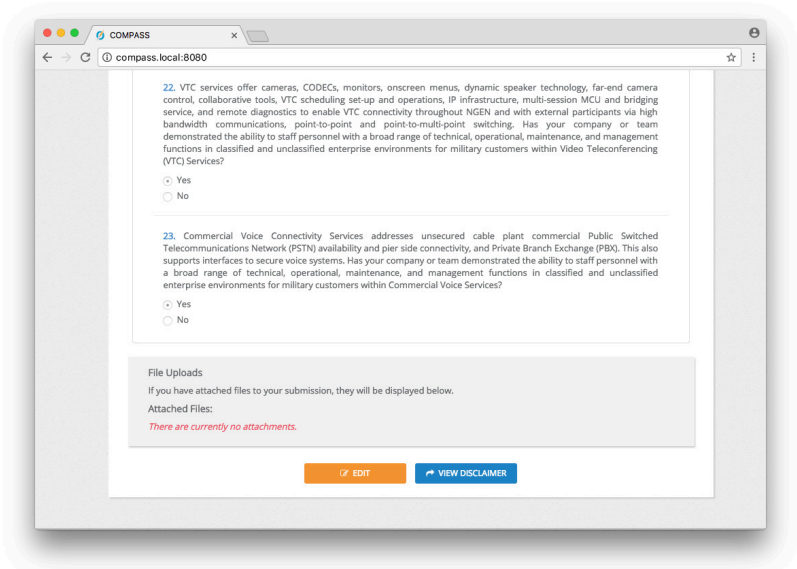 COMPASS
compass.local:8080
22. VTC services offer cameras, CODECs, monitors, onscreen menus, dynamic speaker technology, far-end camera
control, collaborative tools, VTC scheduling set-up and operations, IP infrastructure, multi-session MCU and bridging
service, and remote diagnostics to enable VTC connectivity throughout NGEN and with external participants via high
bandwidth communications, point-to-point and point-to-multi-point switching. Has your company or team
demonstrated the ability to staff personnel with a broad range of technical, operational, maintenance, and management
functions in classified and unclassified enterprise environments for military customers within Video Teleconferencing
(VTC) Services?
Yes
No
23. Commercial Voice Connectivity Services addresses unsecured cable plant commercial Public Switched
Telecommunications Network (PSTN) availability and pier side connectivity, and Private Branch Exchange (PBX). This also
supports interfaces to secure voice systems. Has your company or team demonstrated the ability to staff personnel with
a broad range of technical, operational, maintenance, and management functions in classified and unclassified
enterprise environments for military customers within Commercial Voice Services?
Yes
No
File Uploads
If you have attached files to your submission, they will be displayed below.
Attached Files:
There are currently no attachments.
EDIT
VIEW DISCLAIMER